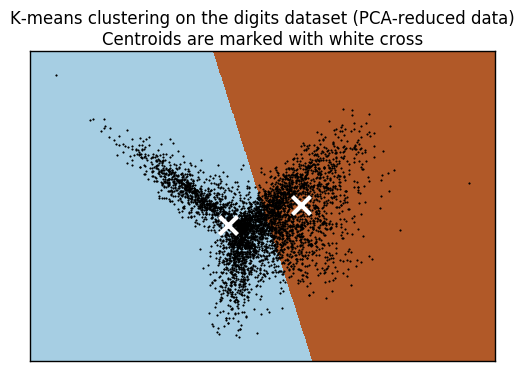 K-means clustering on the digits dataset (PCA-reduced data)
Centroids are marked with white cross